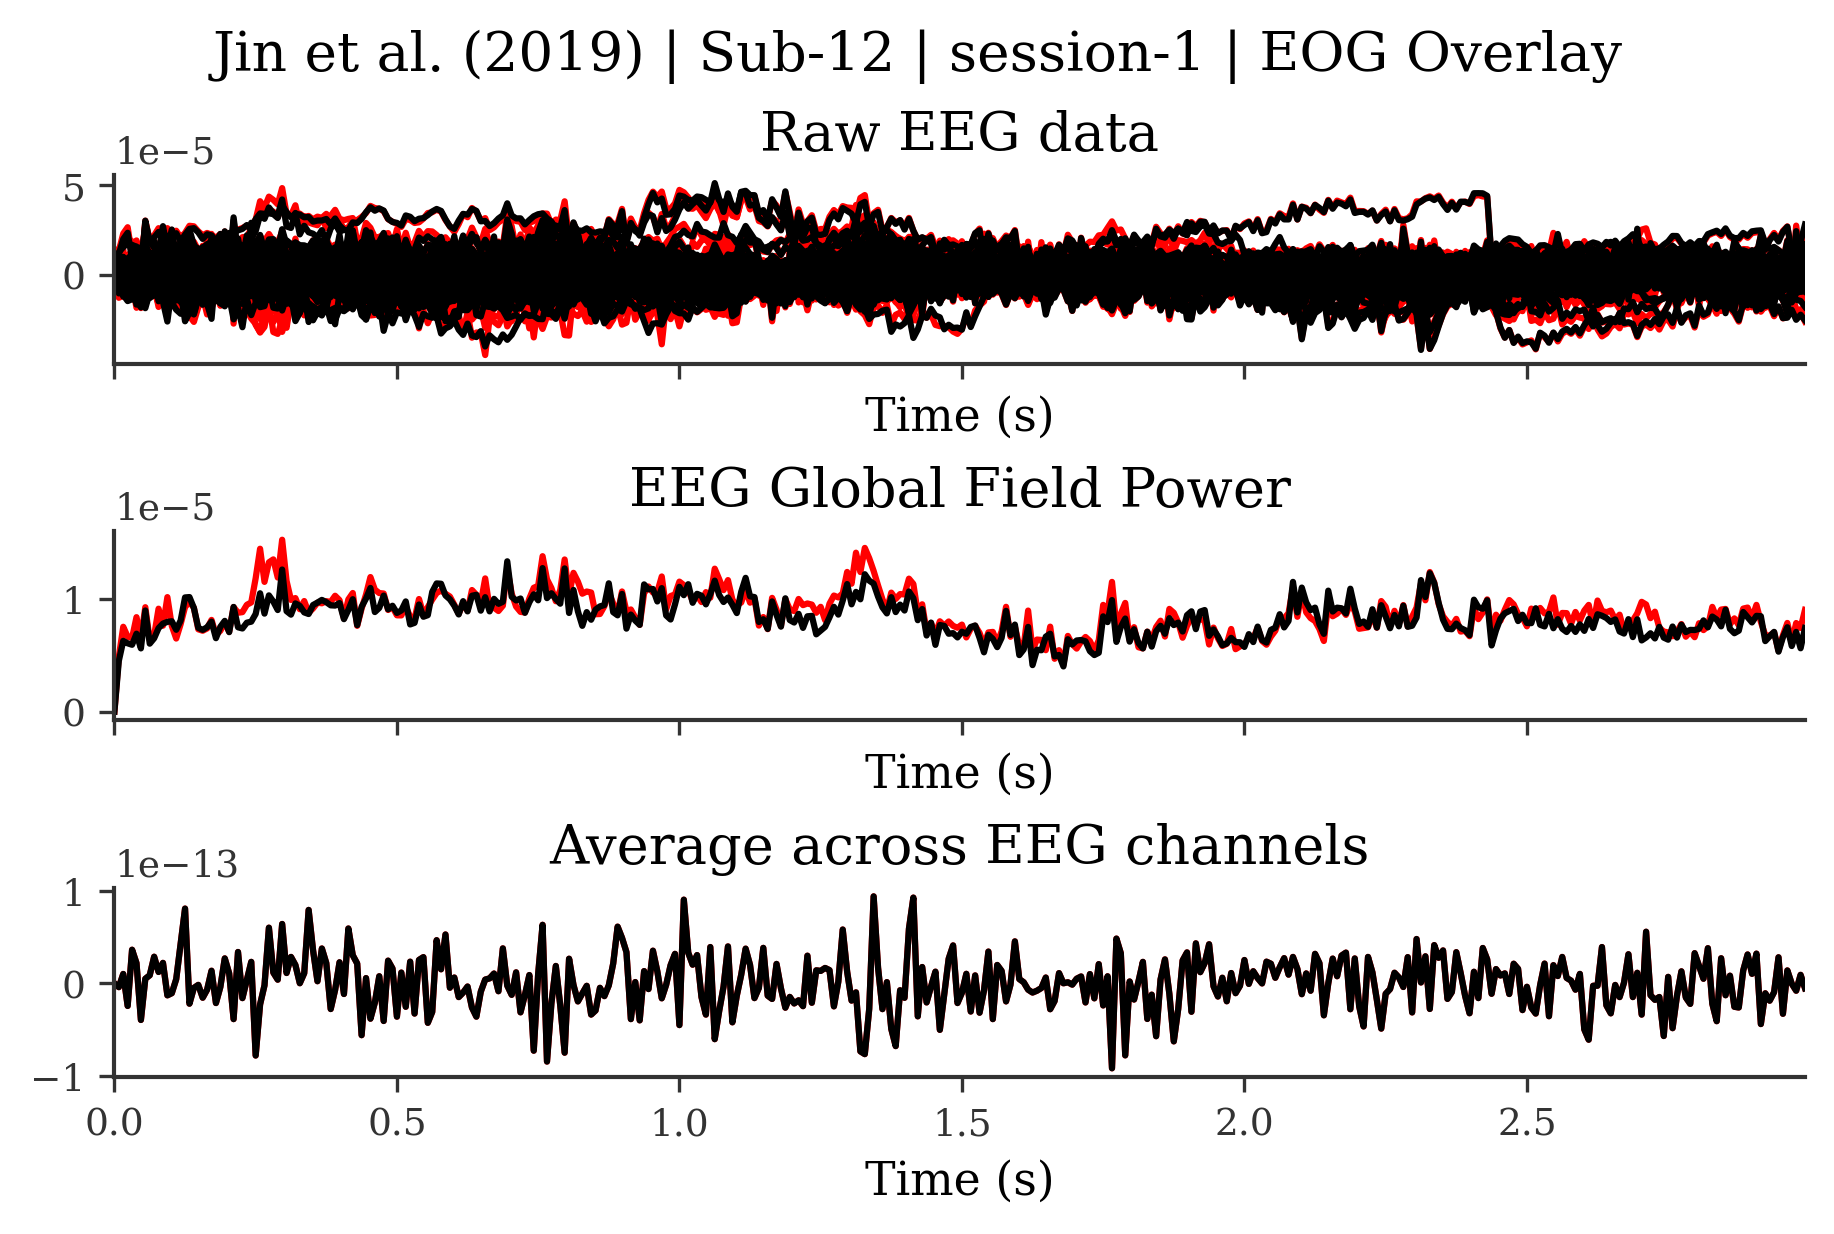 Jin et al. (2019) | Sub-12 | session-1 | EOG Overlay
Raw EEG data
1e−5
5
0
Time (s)
EEG Global Field Power
1e−5
1
0
Time (s)
Average across EEG channels
1e−13
1
0
−1
0.0 0.5 1.0 1.5 2.0 2.5
Time (s)